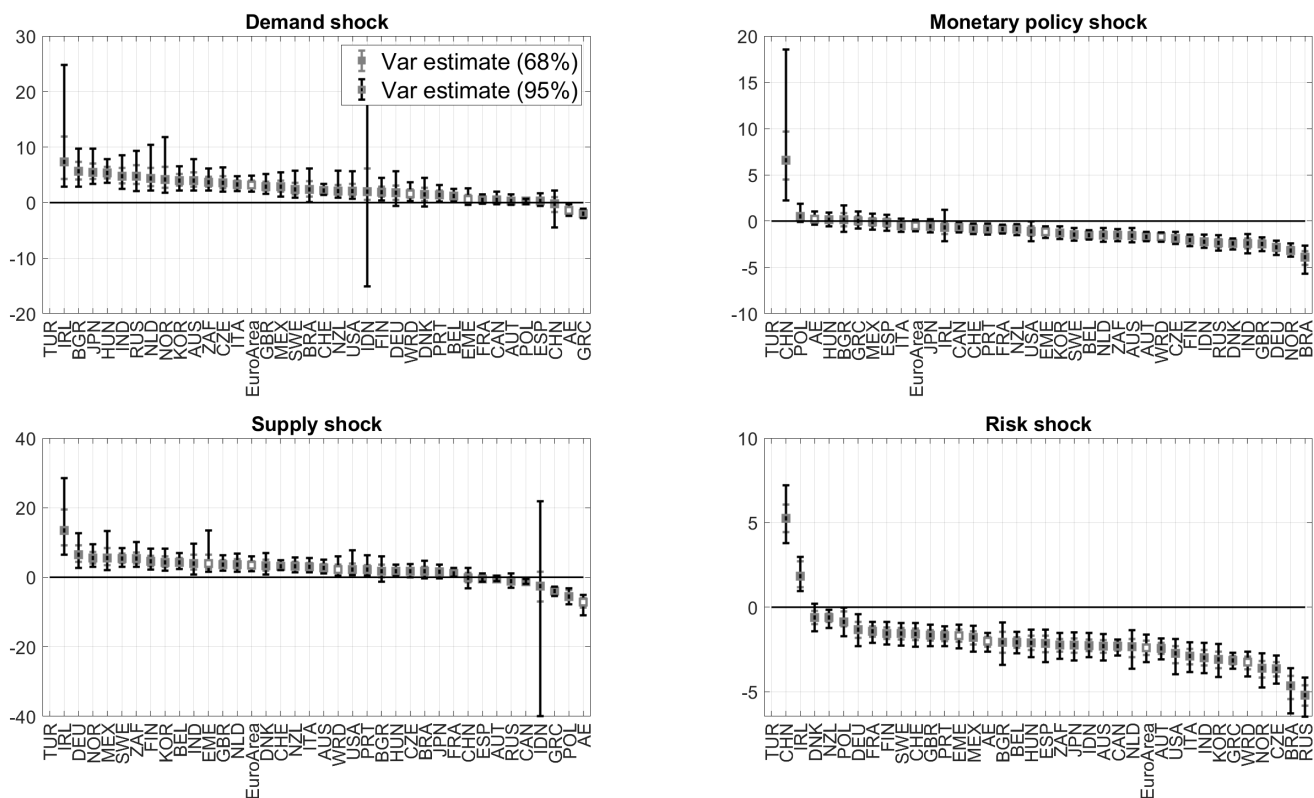 Demand shock
30
20
10
0
-10
-20
Var estimate (68%)
Var estimate (95%)
TUR
IRL
BGR
JPN
HUN
IND
RUS
NLD
NOR
KOR
AUS
ZAF
CZE
ITA
EuroArea
GBR
MEX
SWE
BRA
CHE
NZL
USA
IDN
FIN
DEU
WRD
DNK
PRT
BEL
EME
FRA
CAN
AUT
POL
ESP
CHN
AE
GRC
Monetary policy shock
20
15
10
5
0
-5
-10
TUR
CHN
POL
AE
HUN
BGR
GRC
MEX
ESP
ITA
EuroArea
JPN
IRL
CAN
CHE
PRT
FRA
NZL
USA
EME
KOR
SWE
BEL
NLD
ZAF
AUS
AUT
WRD
CZE
FIN
IDN
RUS
DNK
IND
GBR
DEU
NOR
BRA
Supply shock
40
20
0
-20
-40
TUR
IRL
DEU
NOR
MEX
SWE
ZAF
FIN
KOR
BEL
IND
EME
GBR
NLD
EuroArea
DNK
CHE
NZL
ITA
AUS
WRD
USA
PRT
BGR
HUN
CZE
BRA
JPN
FRA
CHN
ESP
AUT
RUS
CAN
IDN
GRC
POL
AE
Risk shock
10
5
0
-5
TUR
CHN
IRL
DNK
NZL
POL
DEU
FRA
FIN
SWE
CHE
GBR
PRT
EME
MEX
AE
BGR
BEL
HUN
ESP
ZAF
JPN
IDN
AUS
CAN
NLD
EuroArea
AUT
USA
ITA
IND
KOR
GRC
WRD
NOR
CZE
BRA
RUS